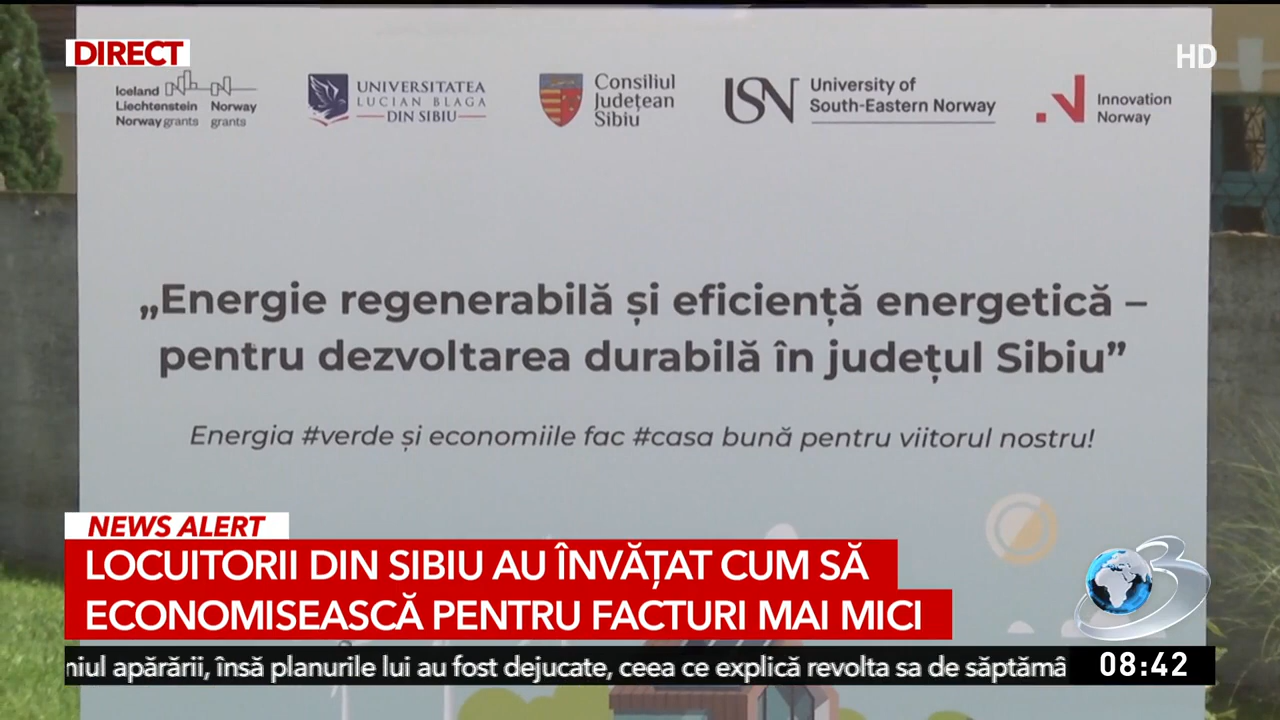 DIRECT
HD
Iceland
Liechtenstein
Norway grants
Norway
grants
UNIVERSITATEA
LUCIAN BLAGA
DIN SIBIU
Consiliul
Județean
Sibiu
USN
University of
South-Eastern Norway
Innovation
Norway
„Energie regenerabilă și eficiență energetică –
pentru dezvoltarea durabilă în județul Sibiu”
Energia #verde și economiile fac #casa bună pentru viitorul nostru!
NEWS ALERT
LOCUITORII DIN SIBIU AU ÎNVĂȚAT CUM SĂ
ECONOMISEASCĂ PENTRU FACTURI MAI MICI
3
niul apărării, însă planurile lui au fost dejucate, ceea ce explică revolta sa de săptămâ
08:42